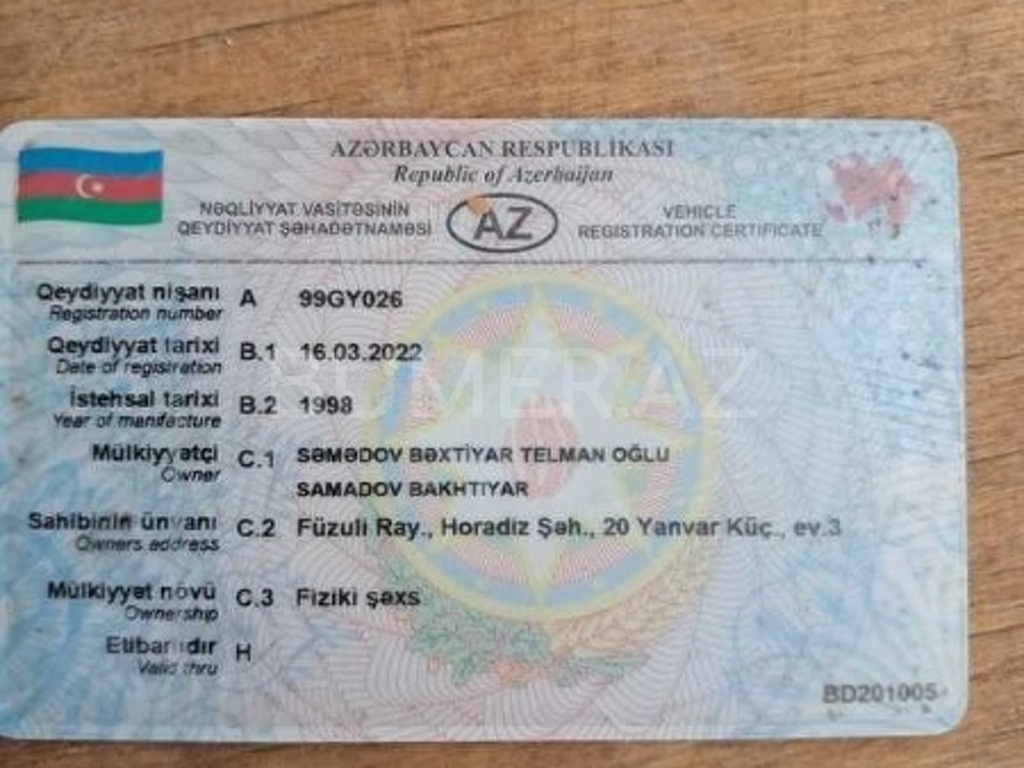 AZƏRBAYCAN RESPUBLİKASI
Republic of Azerbaijan
NƏQLİYYAT VASİTƏSİNİN
QEYDİYYAT ŞƏHADƏTNAMƏSİ
AZ
VEHICLE
REGISTRATION CERTIFICATE
Qeydiyyat nişanı A 99GY026
Registration number
Qeydiyyat tarixi B.1 16.03.2022
Date of registration
BUMER.AZ
İstehsal tarixi B.2 1998
Year of manfacture
Mülkiyyətçi C.1 SƏMƏDOV BƏXTİYAR TELMAN OĞLU
Owner
SAMADOV BAKHTIYAR
Sahibinin ünvanı C.2 Füzuli Ray., Horadiz Şəh., 20 Yanvar Küç., ev.3
Owners address
Mülkiyyət növü C.3 Fiziki şəxs
Ownership
Etibarlıdır H
Valid thru
BD201005